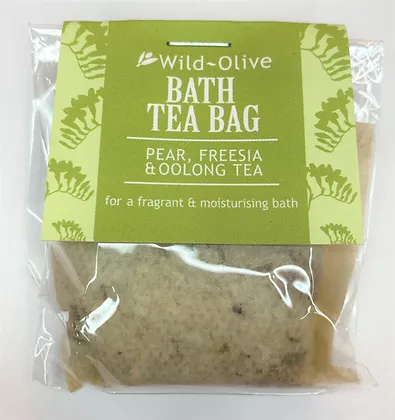 Wild~Olive
BATH
TEA BAG
PEAR, FREESIA
& OOLONG TEA
for a fragrant & moisturising bath